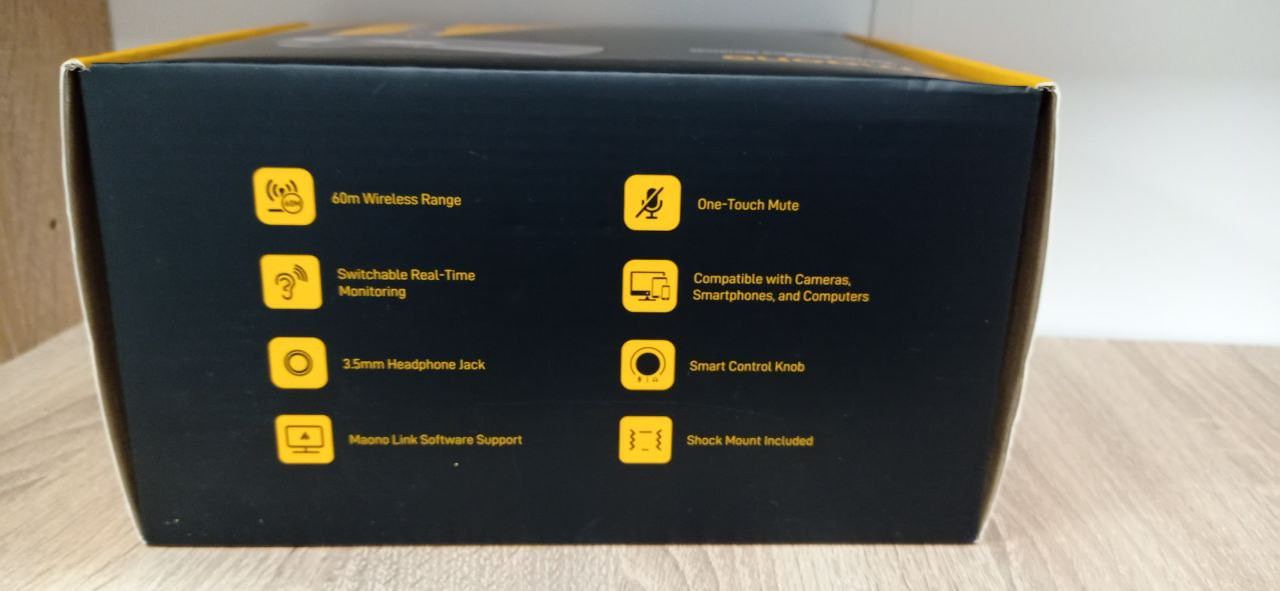 60m Wireless Range
Switchable Real-Time
Monitoring
3.5mm Headphone Jack
Maono Link Software Support
One-Touch Mute
Compatible with Cameras,
Smartphones, and Computers
Smart Control Knob
Shock Mount Included
60M